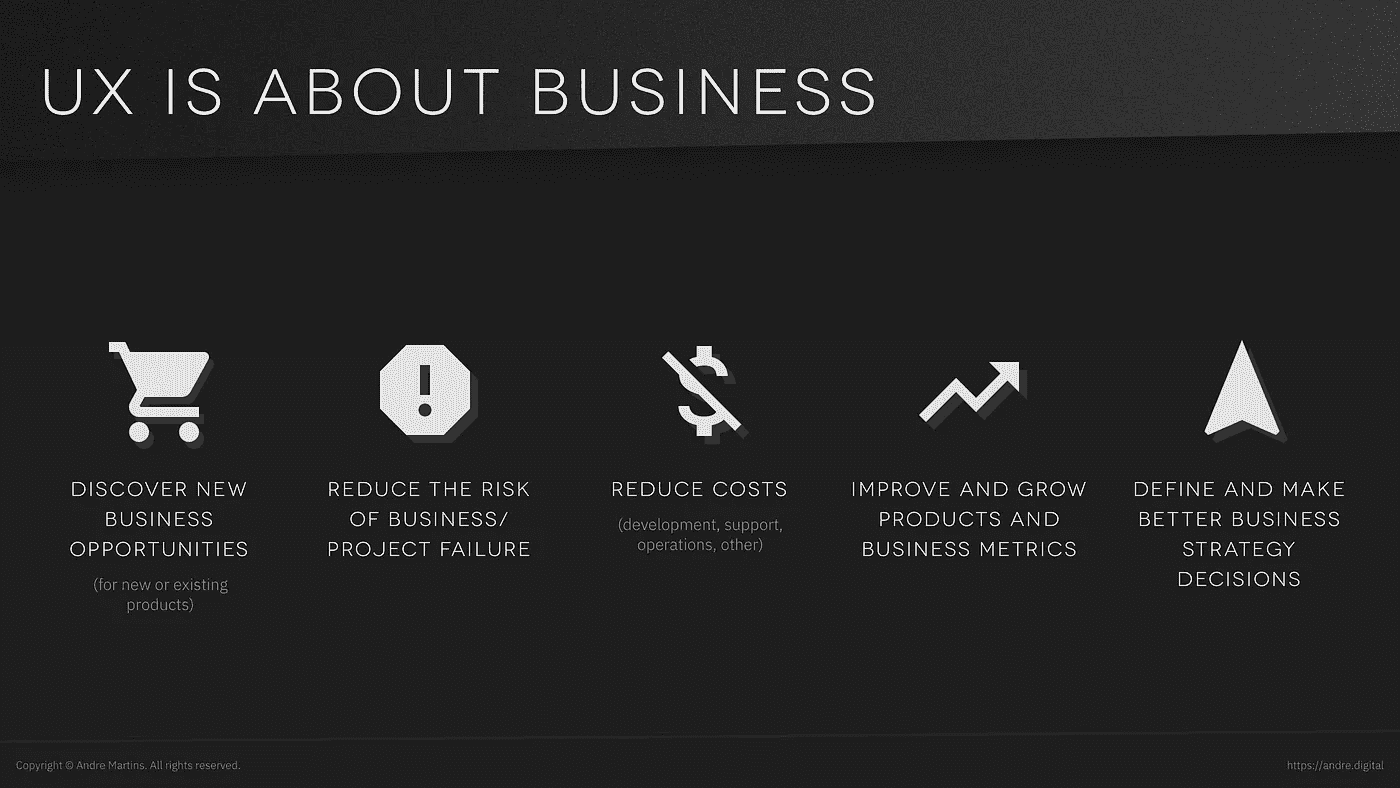 UX IS ABOUT BUSINESS
DISCOVER NEW
BUSINESS
OPPORTUNITIES
(for new or existing
products)
REDUCE THE RISK
OF BUSINESS/
PROJECT FAILURE
REDUCE COSTS
(development, support,
operations, other)
IMPROVE AND GROW
PRODUCTS AND
BUSINESS METRICS
DEFINE AND MAKE
BETTER BUSINESS
STRATEGY
DECISIONS
Copyright © Andre Martins. All rights reserved.
https://andre.digital